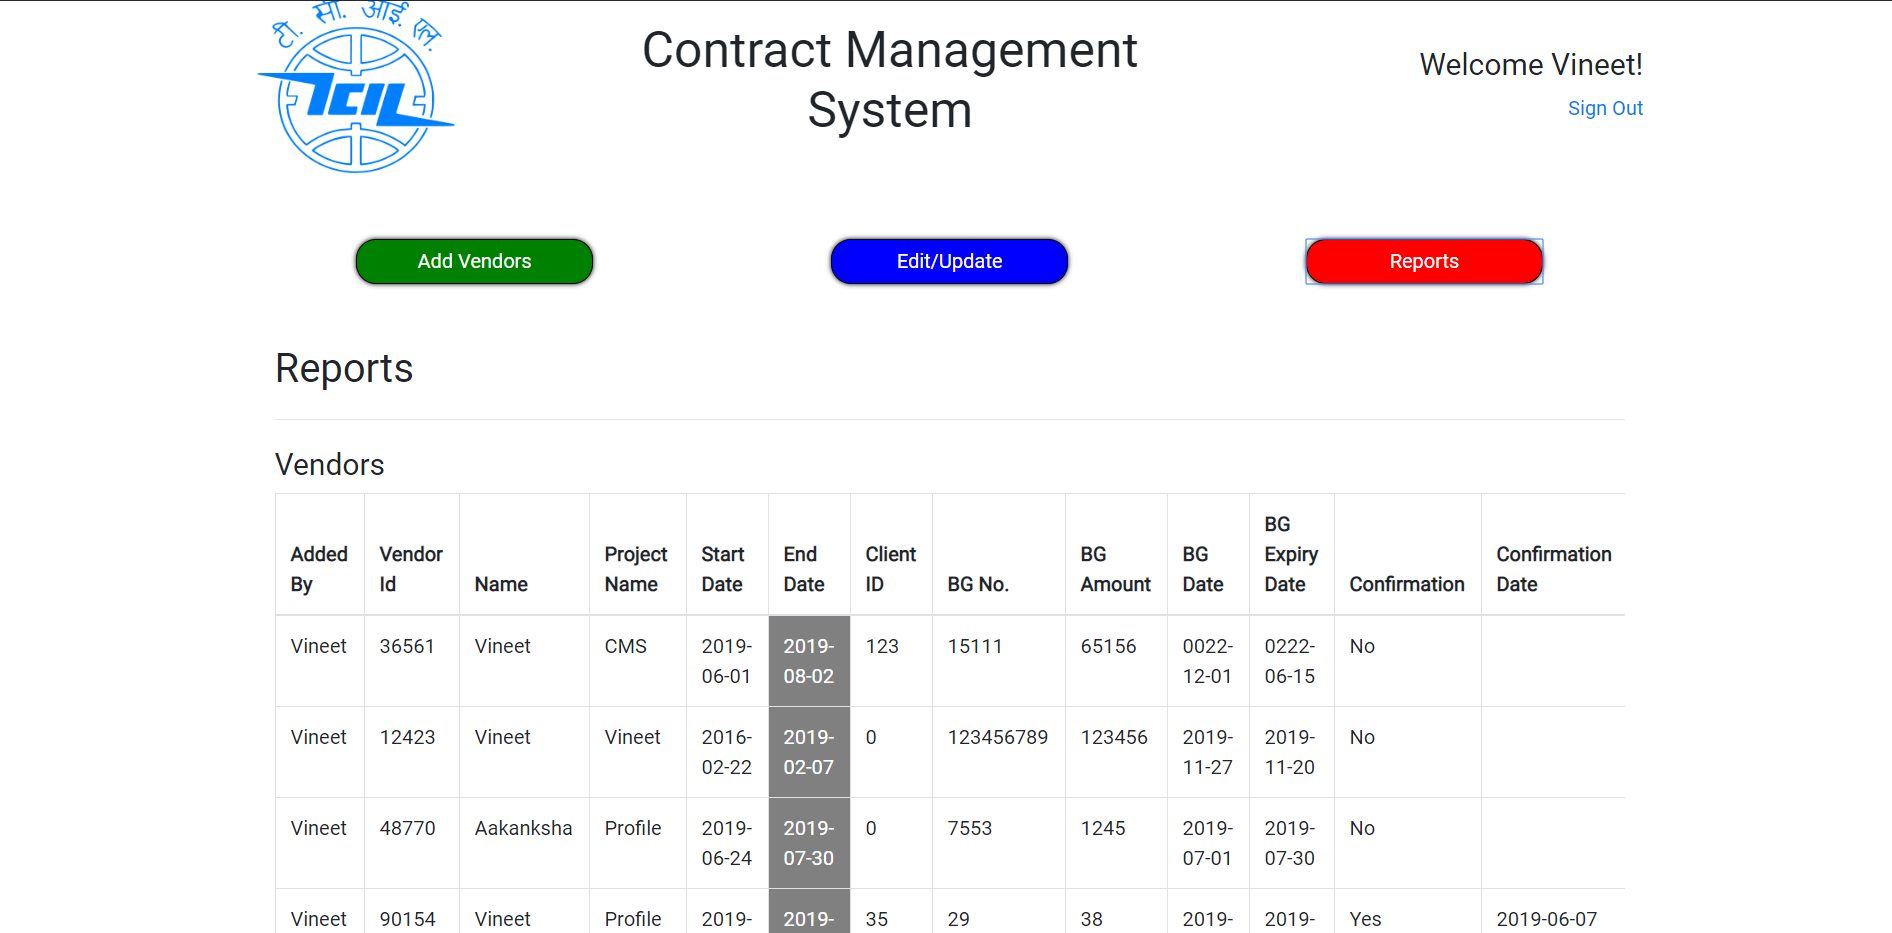 टी. सी. आई. एल.
TCIL
Contract Management
System
Welcome Vineet!
Sign Out
Add Vendors
Edit/Update
Reports
Reports
Vendors
Added By Vendor Id Name Project Name Start Date End Date Client ID BG No. BG Amount BG Date BG Expiry Date Confirmation Confirmation Date
Vineet 36561 Vineet CMS 2019-06-01 2019-08-02 123 15111 65156 0022-12-01 0222-06-15 No
Vineet 12423 Vineet Vineet 2016-02-22 2019-02-07 0 123456789 123456 2019-11-27 2019-11-20 No
Vineet 48770 Aakanksha Profile 2019-06-24 2019-07-30 0 7553 1245 2019-07-01 2019-07-30 No
Vineet 90154 Vineet Profile 2019- 2019- 35 29 38 2019- 2019- Yes 2019-06-07